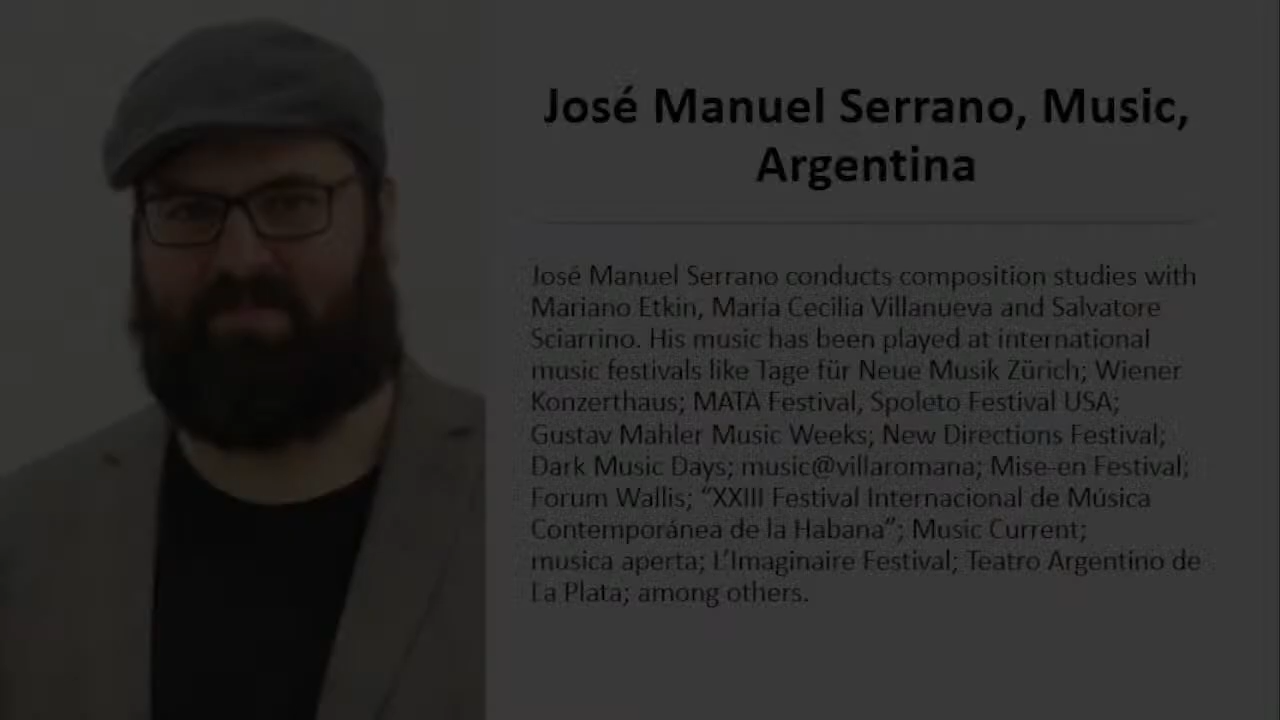 José Manuel Serrano, Music,
Argentina
José Manuel Serrano conducts composition studies with
Mariano Etkin, María Cecilia Villanueva and Salvatore
Sciarrino. His music has been played at international
music festivals like Tage für Neue Musik Zürich; Wiener
Konzerthaus; MATA Festival, Spoleto Festival USA;
Gustav Mahler Music Weeks; New Directions Festival;
Dark Music Days; music@villaromana; Mise-en Festival;
Forum Wallis; “XXIII Festival Internacional de Música
Contemporánea de la Habana”; Music Current;
musica aperta; L’Imaginaire Festival; Teatro Argentino de
La Plata; among others.